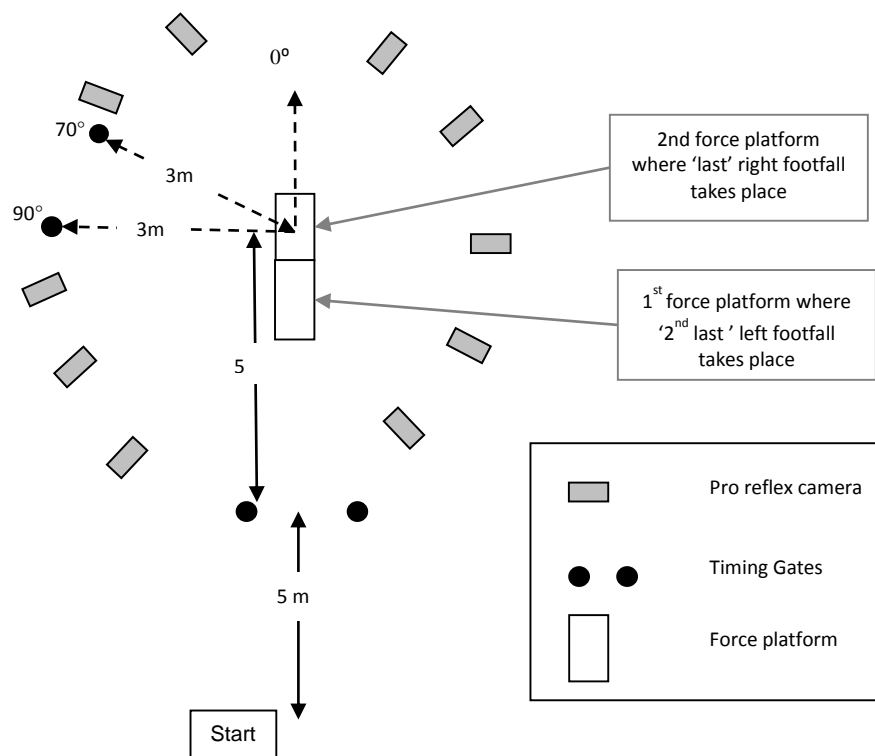 0º
70°
3m
90°
3m
2nd force platform
where ‘last’ right footfall
takes place
1st force platform where
‘2nd last ’ left footfall
takes place
5
5 m
Start
Pro reflex camera
Timing Gates
Force platform